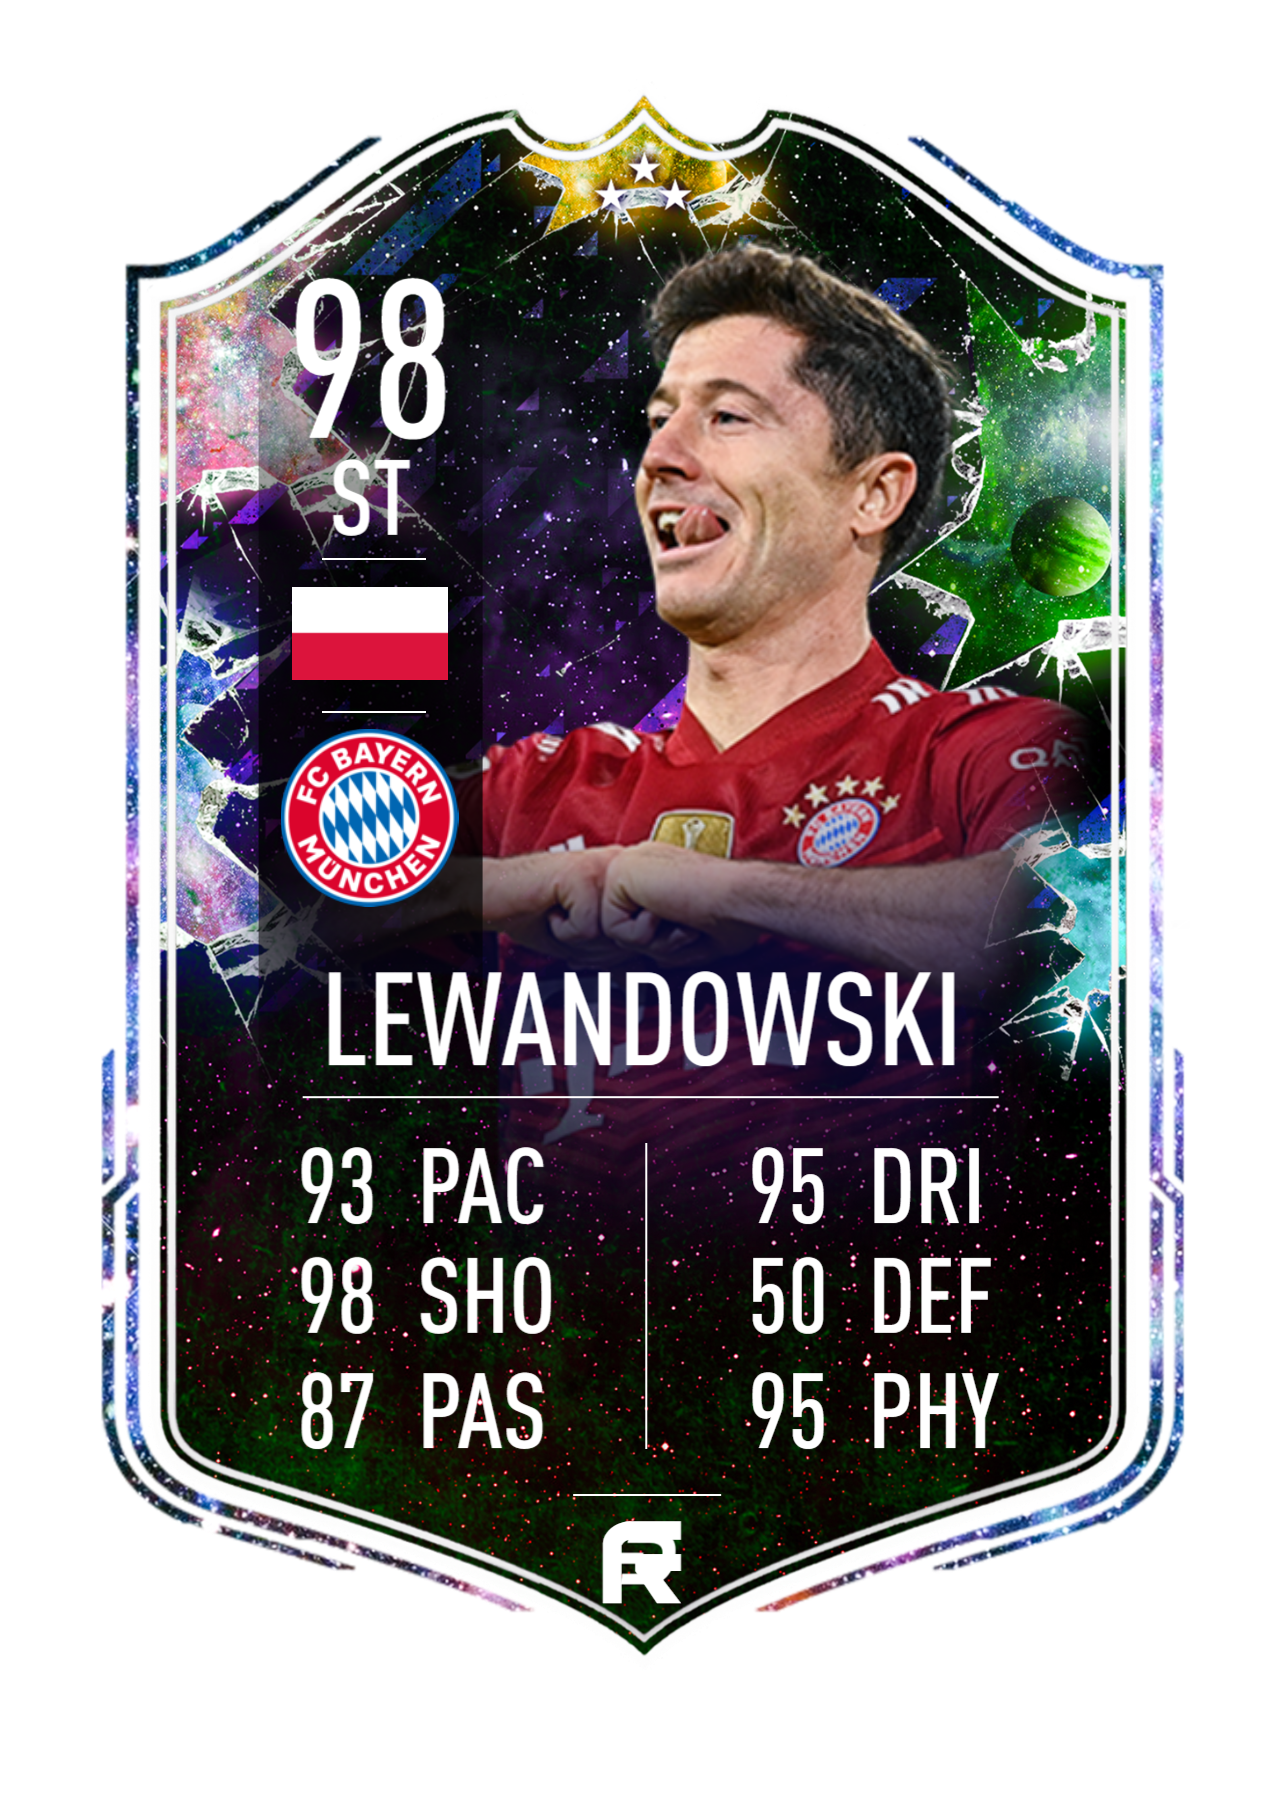 98
ST
FC BAYERN
MÜNCHEN
LEWANDOWSKI
93 PAC
98 SHO
87 PAS
95 DRI
50 DEF
95 PHY